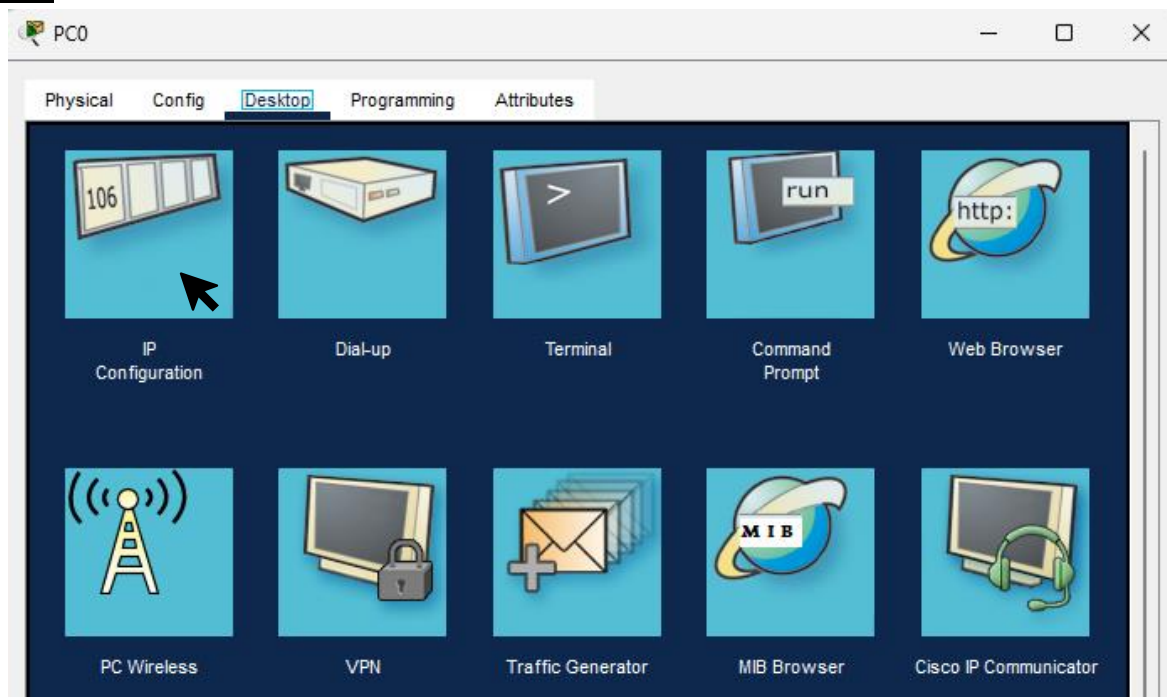 PC0
Physical Config Desktop Programming Attributes
106
>
run
http:
IP
Configuration
Dial-up
Terminal
Command
Prompt
Web Browser
MIB
PC Wireless
VPN
Traffic Generator
MIB Browser
Cisco IP Communicator